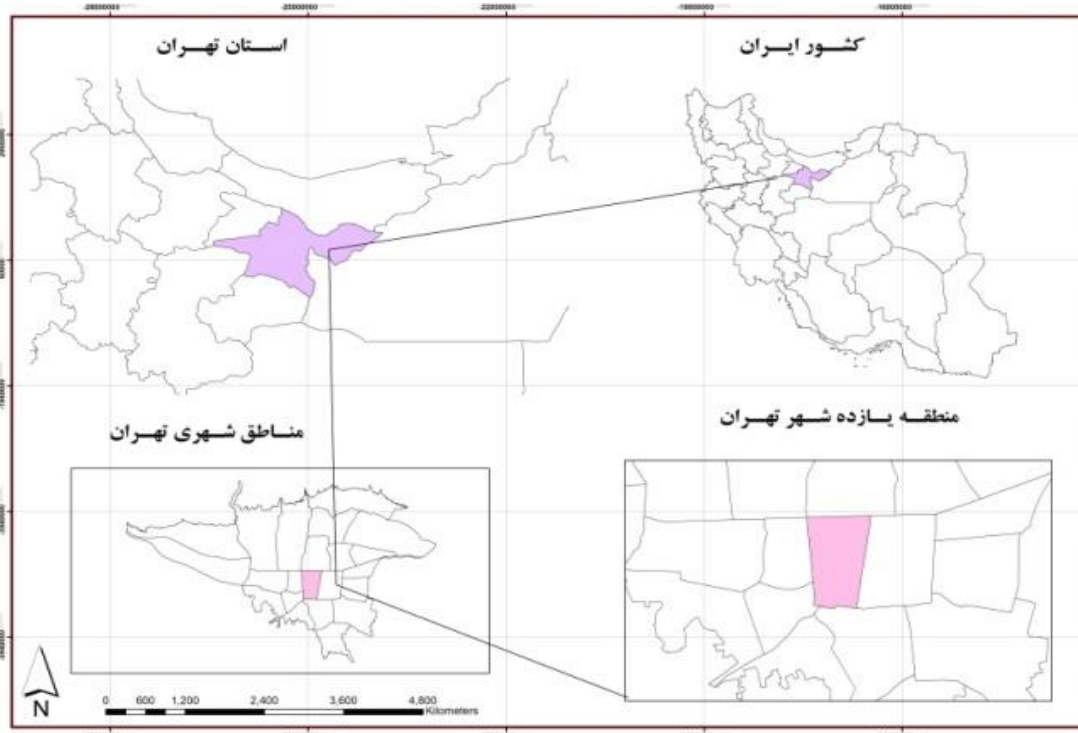 استان تهران
کشور ایران
مناطق شهری تهران
منطقه یازده شهر تهران
N
0 600 1,200 2,400 3,600 4,800
Kilometers